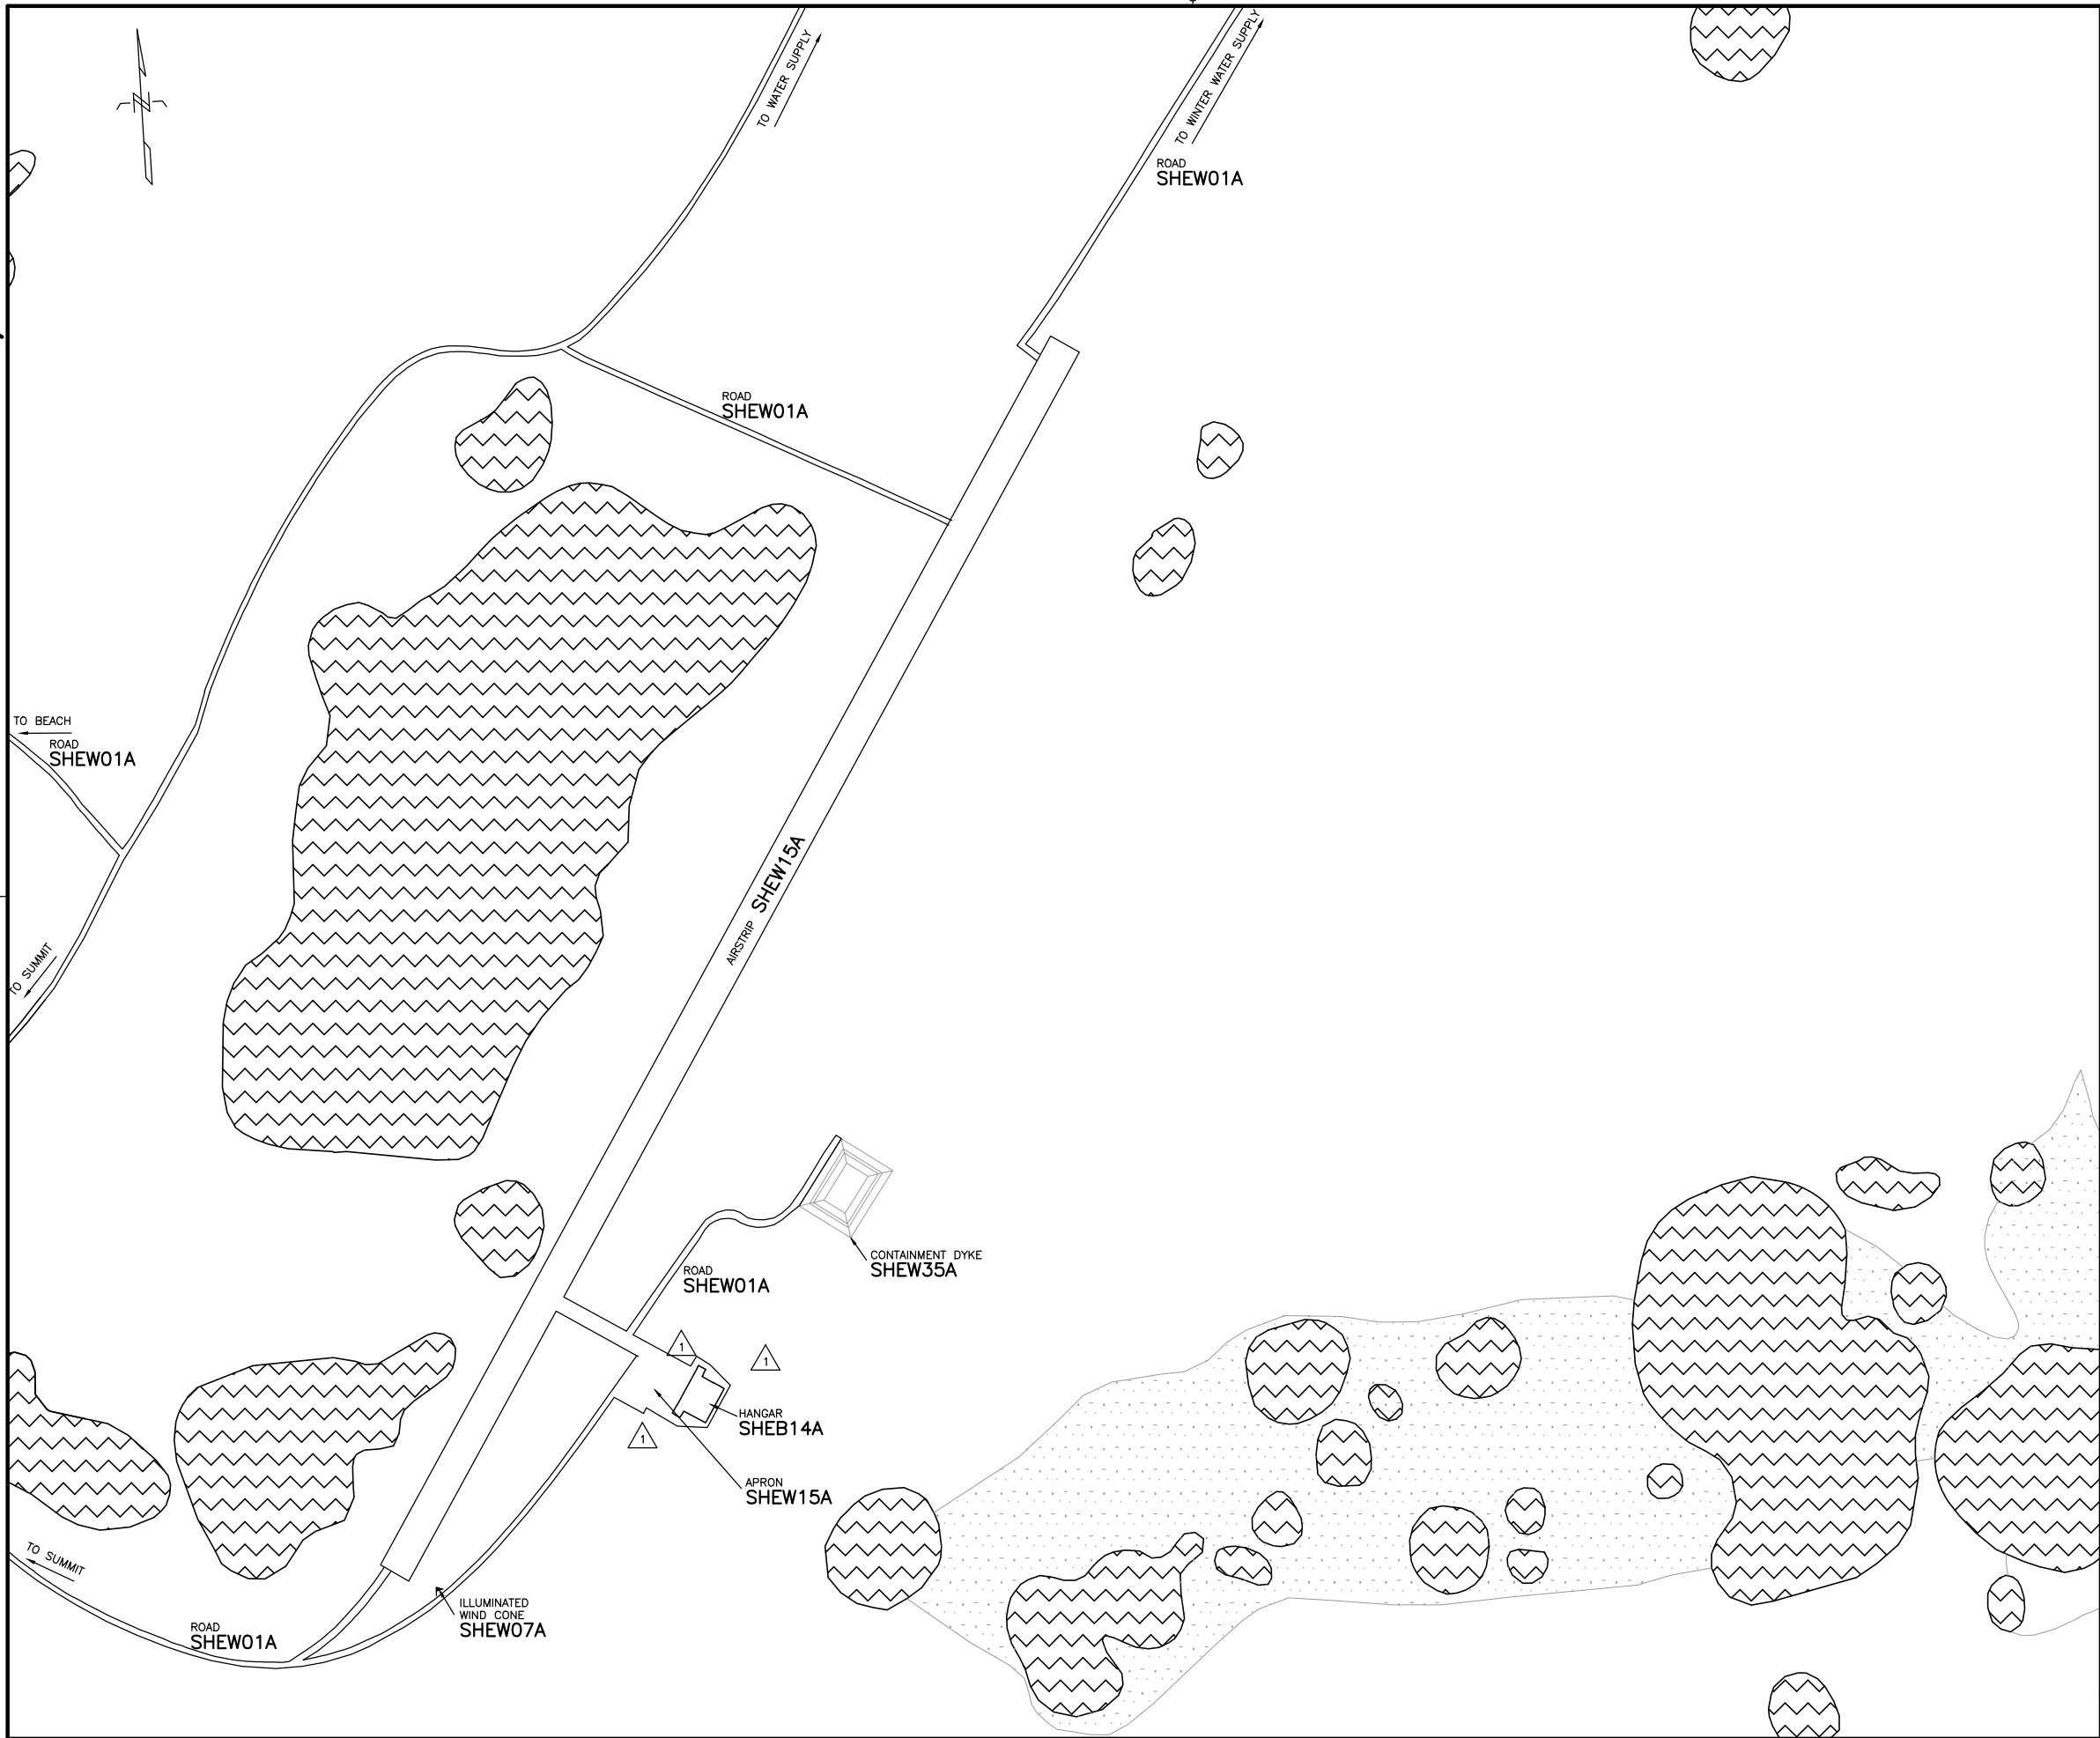 N
TO WATER SUPPLY
TO WINTER WATER SUPPLY
ROAD
SHEW01A
ROAD
SHEW01A
TO BEACH
ROAD
SHEW01A
AIRSTRIP SHEW15A
TO SUMMIT
CONTAINMENT DYKE
SHEW35A
ROAD
SHEW01A
1
1
HANGAR
SHEB14A
1
APRON
SHEW15A
TO SUMMIT
ILLUMINATED
WIND CONE
SHEW07A
ROAD
SHEW01A